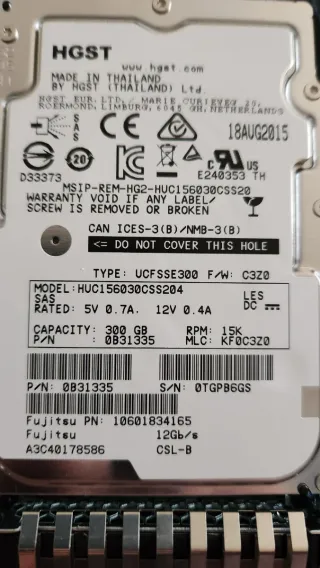 HGST
www.hgst.com
MADE IN THAILAND
BY HGST (THAILAND) Ltd.
HGST EUR.LTD./ MARIE CURIEWEG 20,
ROERMOND, LIMBURG, 6045 GH, NETHERLANDS
SAS
18AUG2015
20
D33373
E240353 TH
US
MSIP-REM-HG2-HUC156030CSS20
WARRANTY VOID IF ANY LABEL/
SCREW IS REMOVED OR BROKEN
CAN ICES-3(B)/NMB-3(B)
<= DO NOT COVER THIS HOLE
TYPE: UCFSSE300 F/W: C3Z0
MODEL:HUC156030CSS204
SAS
LES
RATED: 5V 0.7A, 12V 0.4A
DC
CAPACITY: 300 GB RPM: 15K
P/N : 0B31335 MLC: KF0C3Z0
P/N: 0B31335 S/N: 0TGPB6GS
Fujitsu PN: 10601834165
Fujitsu 12Gb/s
A3C40178586 CSL-B